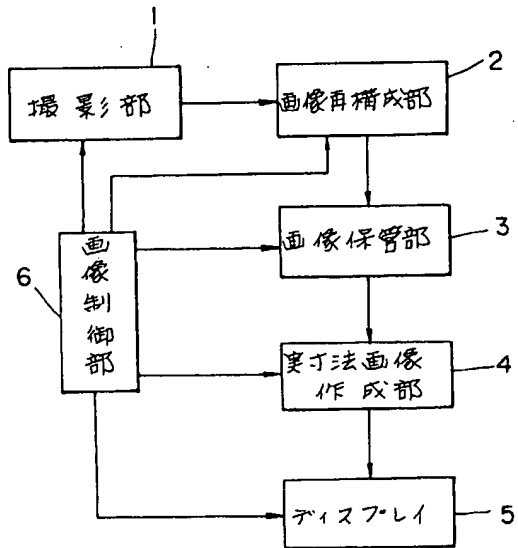 1
撮影部
2
画像再構成部
3
画像保管部
6
画像制御部
4
実寸法画像
作成部
5
ディスプレイ